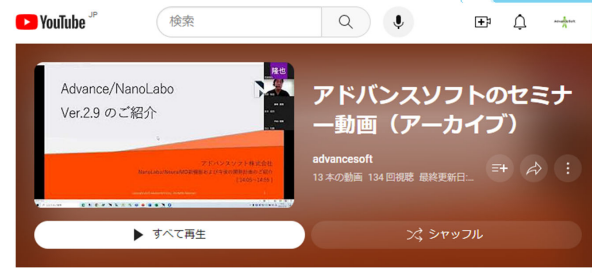 YouTube JP
検索
隆也
Advance/NanoLabo
Ver.2.9 のご紹介
アドバンスソフト株式会社
アドバンスソフトのセミナ
ー動画（アーカイブ）
advancesoft
13 本の動画 134 回視聴 最終更新日:...
すべて再生
シャッフル